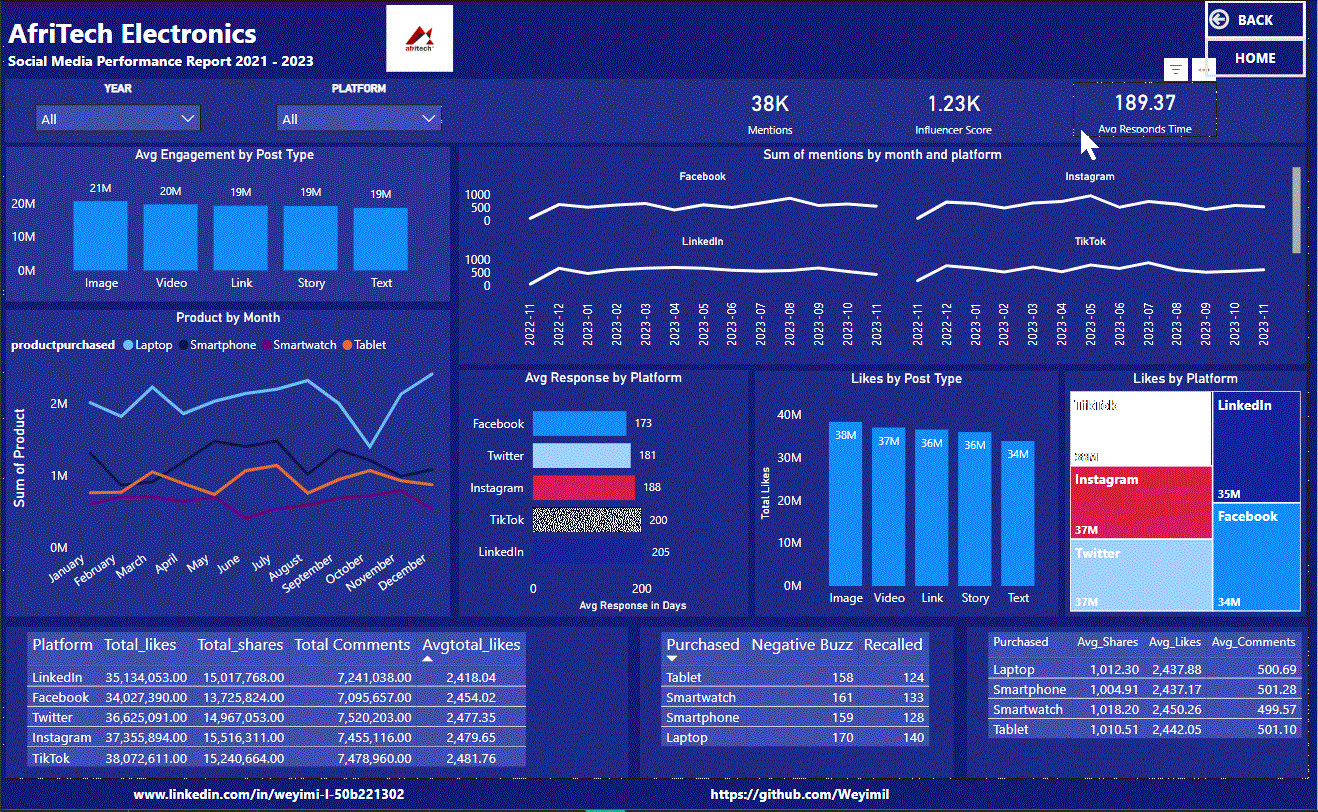 AfriTech Electronics
Social Media Performance Report 2021 - 2023
afritech
BACK
HOME
YEAR
All
PLATFORM
All
38K
Mentions
1.23K
Influencer Score
189.37
Avg Responds Time
Avg Engagement by Post Type
21M 20M 19M 19M 19M
20M
10M
0M
Image Video Link Story Text
Sum of mentions by month and platform
Facebook Instagram
1000
500
0
LinkedIn TikTok
1000
500
0
2022-11 2022-12 2023-01 2023-02 2023-03 2023-04 2023-05 2023-06 2023-07 2023-08 2023-09 2023-10 2023-11
2022-11 2022-12 2023-01 2023-02 2023-03 2023-04 2023-05 2023-06 2023-07 2023-08 2023-09 2023-10 2023-11
Product by Month
productpurchased Laptop Smartphone Smartwatch Tablet
Sum of Product
2M
1M
0M
January February March April May June July August September October November December
Avg Response by Platform
Facebook 173
Twitter 181
Instagram 188
TikTok 200
LinkedIn 205
0 200
Avg Response in Days
Likes by Post Type
Total Likes
40M
30M
20M
10M
0M
38M 37M 36M 36M 34M
Image Video Link Story Text
Likes by Platform
TikTok
38M
Instagram
37M
Twitter
37M
LinkedIn
35M
Facebook
34M
Platform Total_likes Total_shares Total Comments Avgtotal_likes
LinkedIn 35,134,053.00 15,017,768.00 7,241,038.00 2,418.04
Facebook 34,027,390.00 13,725,824.00 7,095,657.00 2,454.02
Twitter 36,625,091.00 14,967,053.00 7,520,203.00 2,477.35
Instagram 37,355,894.00 15,516,311.00 7,455,116.00 2,479.65
TikTok 38,072,611.00 15,240,664.00 7,478,960.00 2,481.76
Purchased Negative Buzz Recalled
Tablet 158 124
Smartwatch 161 133
Smartphone 159 128
Laptop 170 140
Purchased Avg_Shares Avg_Likes Avg_Comments
Laptop 1,012.30 2,437.88 500.69
Smartphone 1,004.91 2,437.17 501.28
Smartwatch 1,018.20 2,450.26 499.57
Tablet 1,010.51 2,442.05 501.10
www.linkedin.com/in/weyimi-l-50b221302
https://github.com/Weyimil